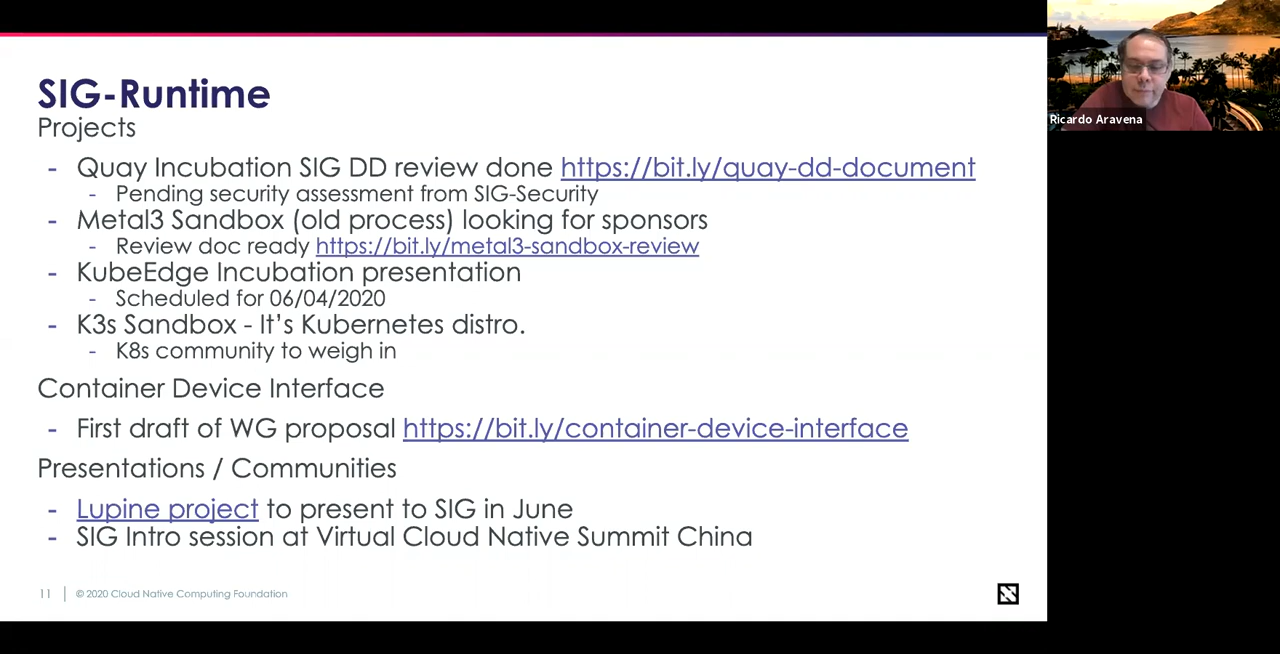 SIG-Runtime
Projects
- Quay Incubation SIG DD review done https://bit.ly/quay-dd-document
- Pending security assessment from SIG-Security
- Metal3 Sandbox (old process) looking for sponsors
- Review doc ready https://bit.ly/metal3-sandbox-review
- KubeEdge Incubation presentation
- Scheduled for 06/04/2020
- K3s Sandbox - It’s Kubernetes distro.
- K8s community to weigh in
Container Device Interface
- First draft of WG proposal https://bit.ly/container-device-interface
Presentations / Communities
- Lupine project to present to SIG in June
- SIG Intro session at Virtual Cloud Native Summit China
11 | © 2020 Cloud Native Computing Foundation
Ricardo Aravena